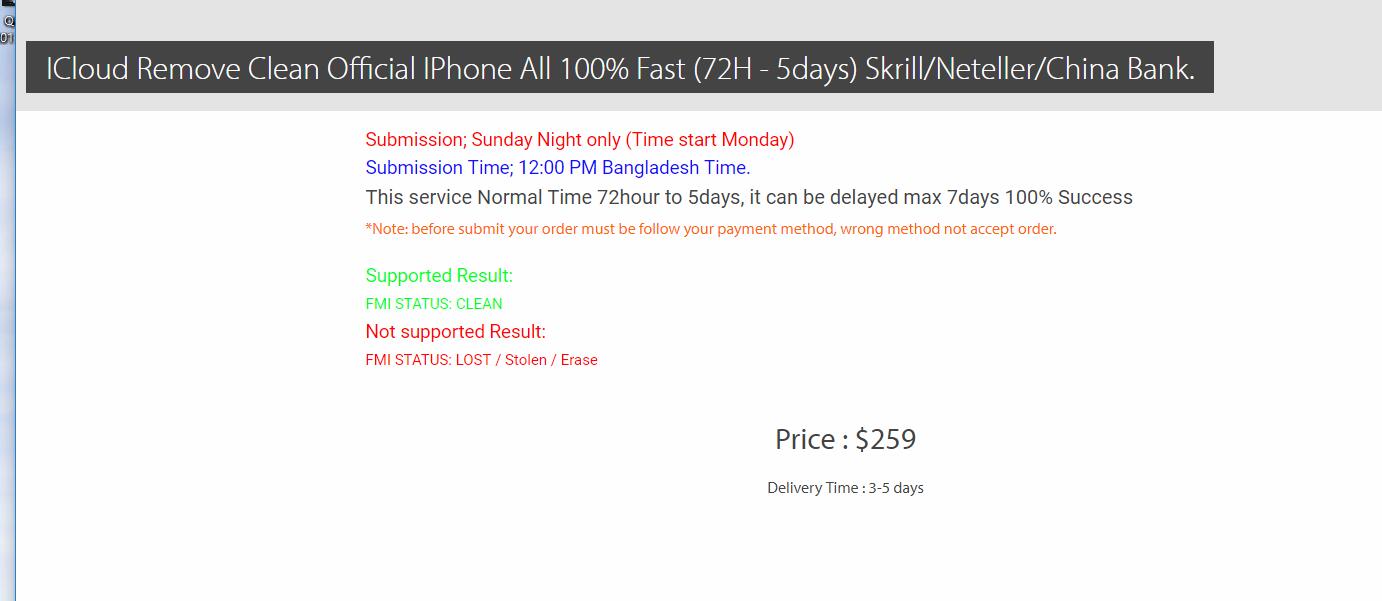 Q
01
ICloud Remove Clean Official IPhone All 100% Fast (72H - 5days) Skrill/Neteller/China Bank.
Submission; Sunday Night only (Time start Monday)
Submission Time; 12:00 PM Bangladesh Time.
This service Normal Time 72hour to 5days, it can be delayed max 7days 100% Success
*Note: before submit your order must be follow your payment method, wrong method not accept order.
Supported Result:
FMI STATUS: CLEAN
Not supported Result:
FMI STATUS: LOST / Stolen / Erase
Price : $259
Delivery Time : 3-5 days